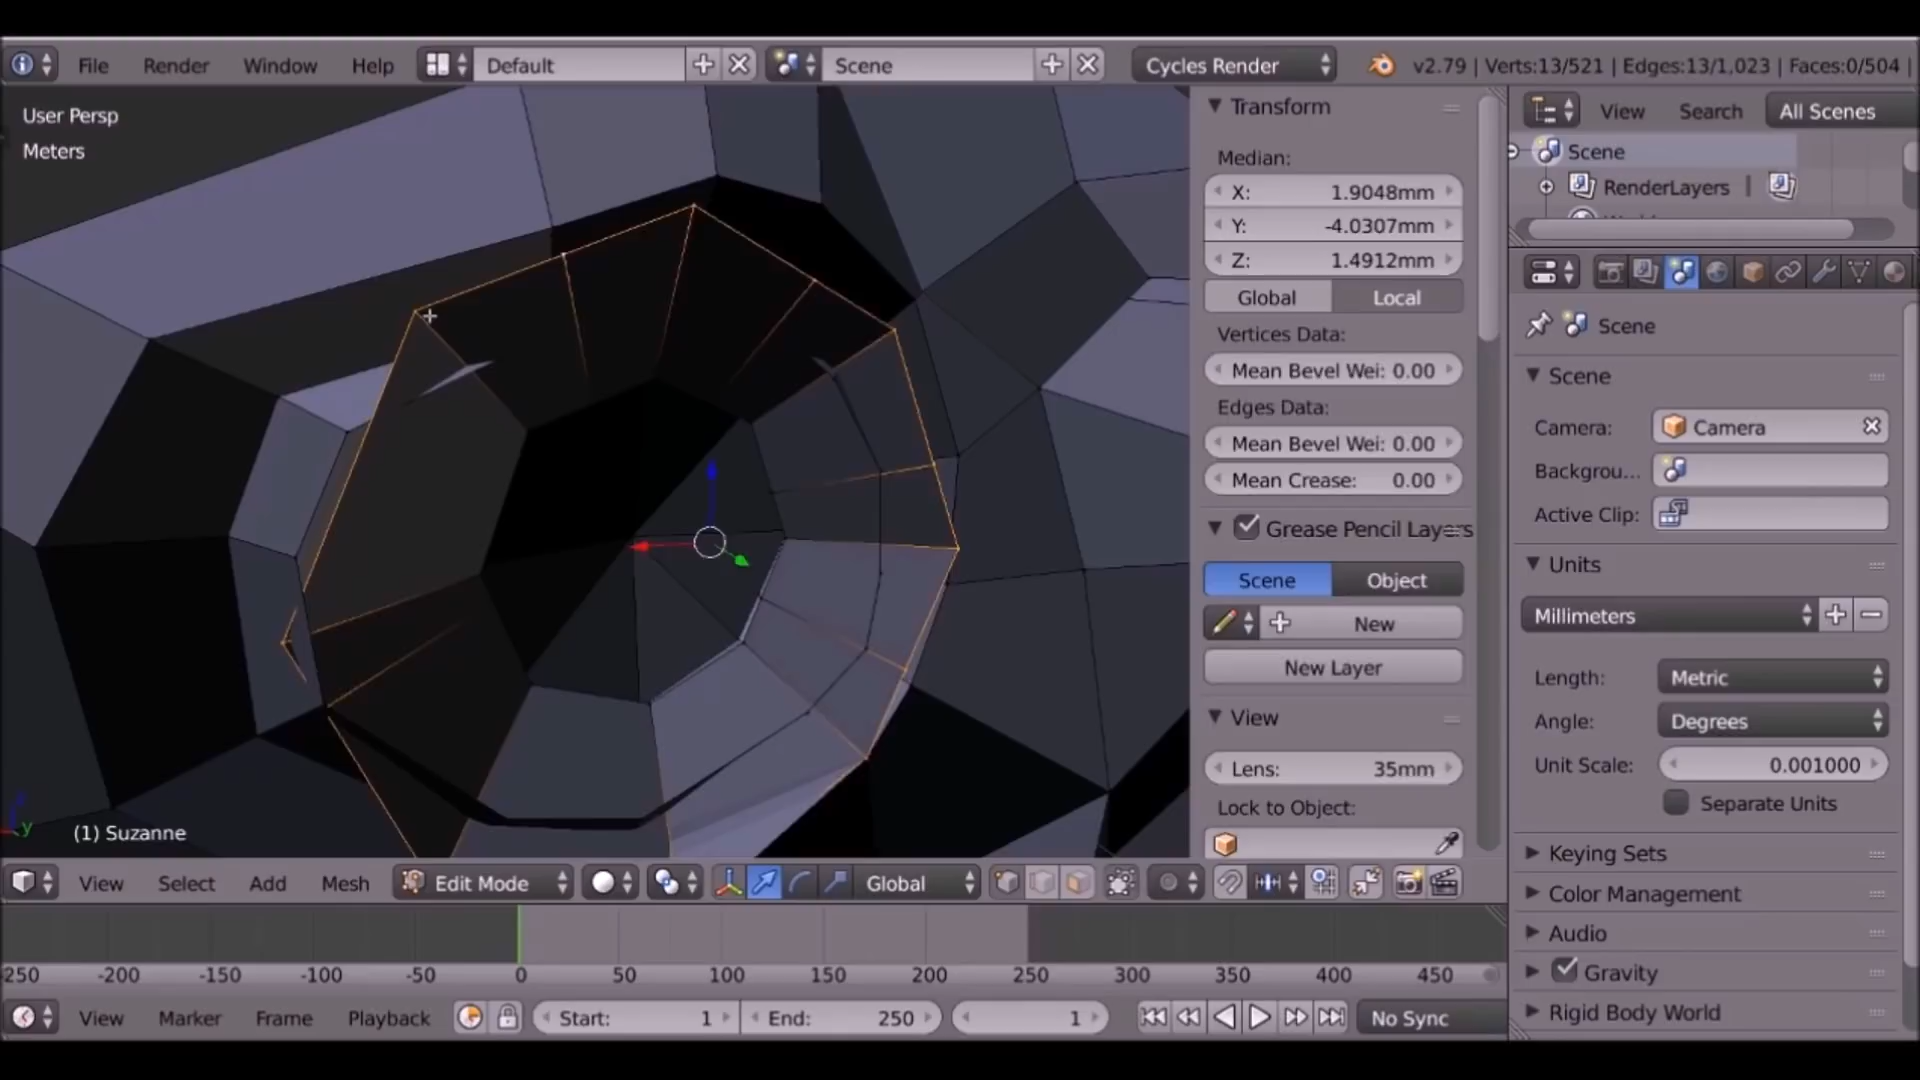 File Render Window Help Default Scene Cycles Render v2.79 | Verts:13/521 | Edges:13/1,023 | Faces:0/504 |
User Persp
Meters
(1) Suzanne
Transform
Median:
X: 1.9048mm
Y: -4.0307mm
Z: 1.4912mm
Global Local
Vertices Data:
Mean Bevel Wei: 0.00
Edges Data:
Mean Bevel Wei: 0.00
Mean Crease: 0.00
Grease Pencil Layers
Scene Object
New
New Layer
View
Lens: 35mm
Lock to Object:
View Search All Scenes
Scene
RenderLayers
Scene
Scene
Camera: Camera
Backgrou...
Active Clip:
Units
Millimeters
Length: Metric
Angle: Degrees
Unit Scale: 0.001000
Separate Units
Keying Sets
Color Management
Audio
Gravity
Rigid Body World
View Select Add Mesh Edit Mode Global
-250 -200 -150 -100 -50 0 50 100 150 200 250 300 350 400 450
View Marker Frame Playback Start: 1 End: 250 1 No Sync
y